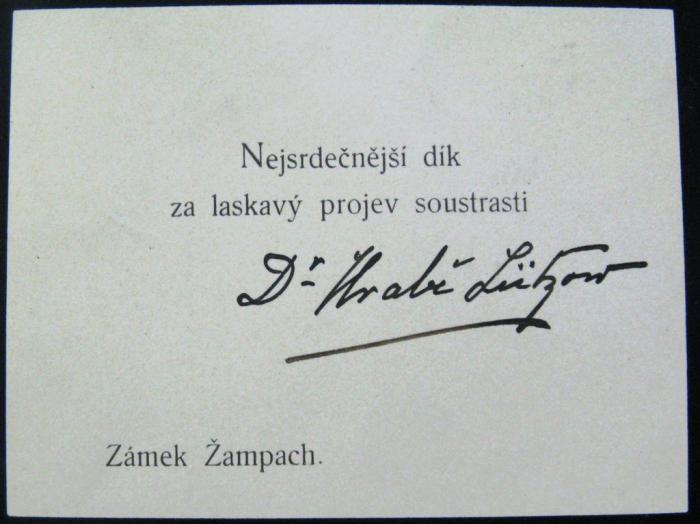 Nejsrdečnější dík
za laskavý projev soustrasti
Dr Hrabě Lützow
Zámek Žampach.